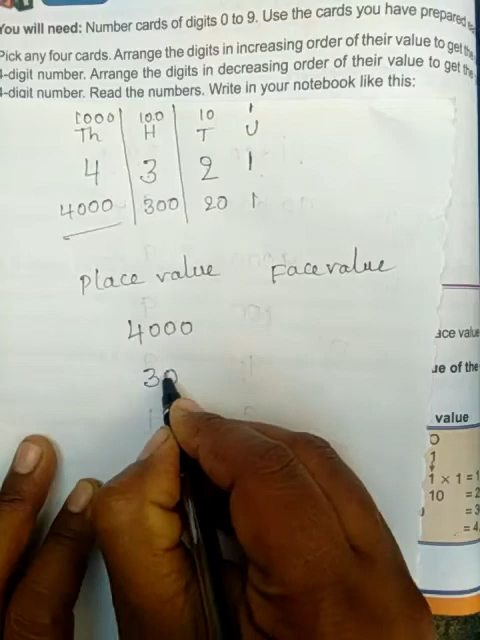 You will need: Number cards of digits 0 to 9. Use the cards you have prepared
Pick any four cards. Arrange the digits in increasing order of their value to get the
4-digit number. Arrange the digits in decreasing order of their value to get the
4-digit number. Read the numbers. Write in your notebook like this:
1000 100 10 1
Th H T U
4 3 2 1
4000 300 20 1
Place value Face value
4000
30
ace value
ue of the
value
0
1
1 × 1 = 1
10 = 2
= 3
= 4